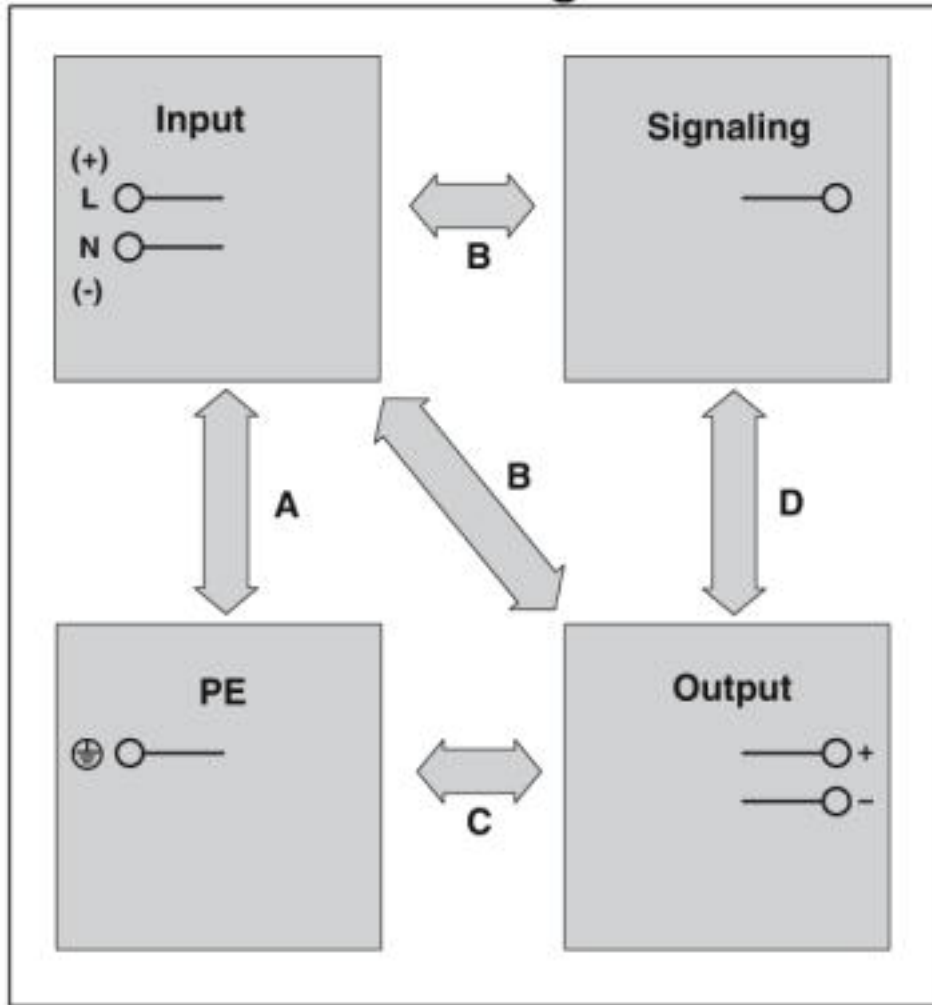 Input
(+)
L
N
(-)
Signaling
B
A
B
D
PE
Output
+
–
C